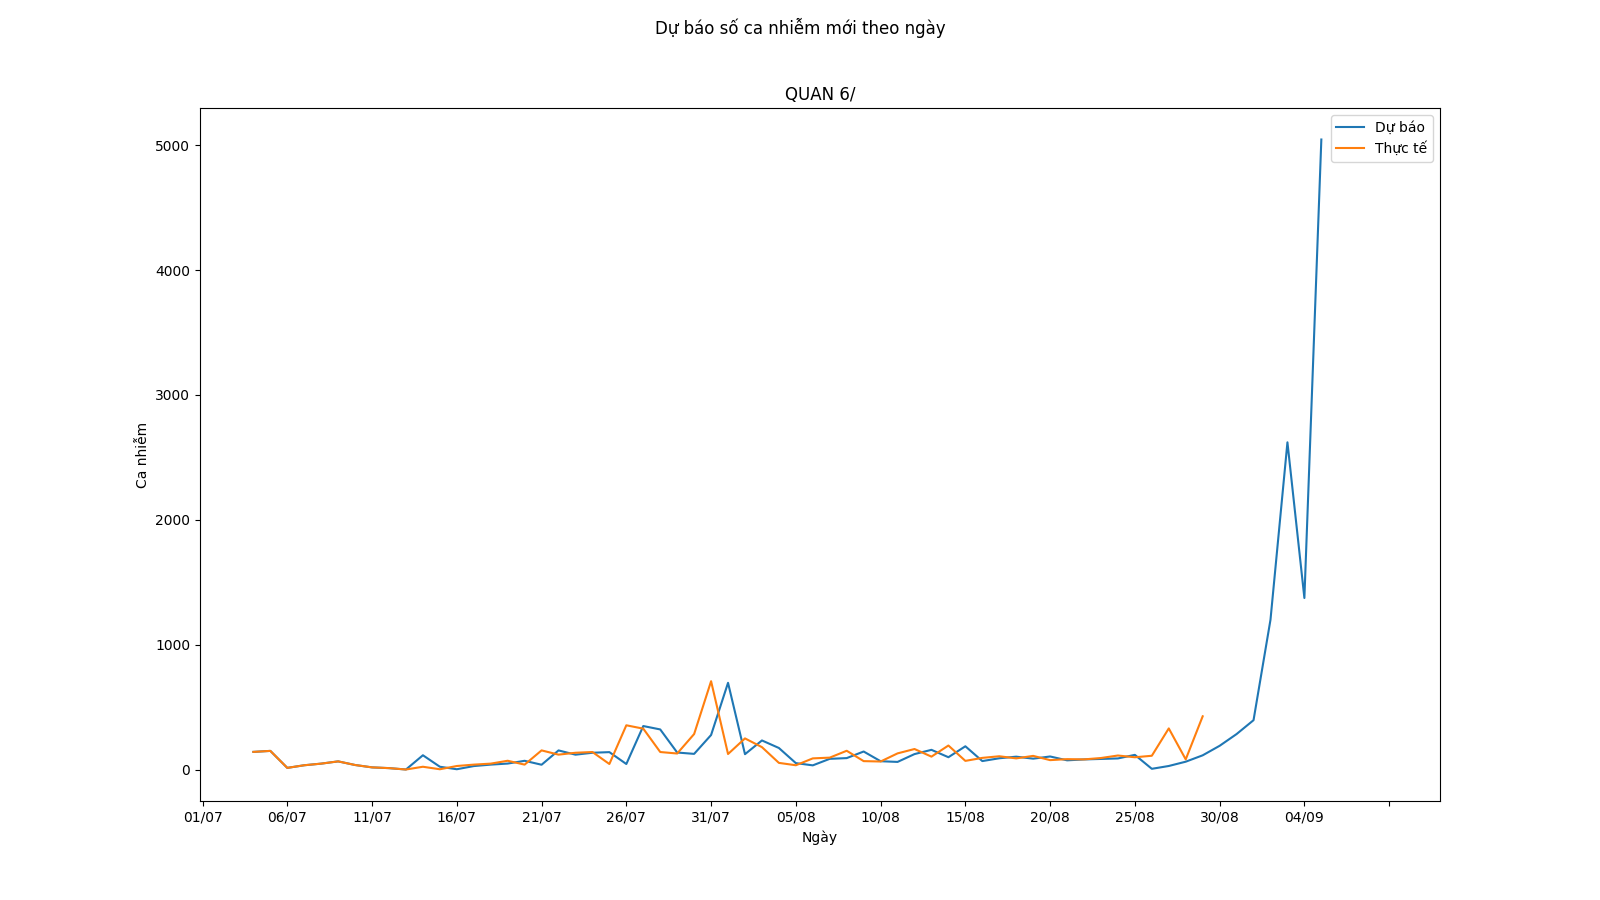 Dự báo số ca nhiễm mới theo ngày
QUAN 6/
Dự báo
Thực tế
Ca nhiễm
5000
4000
3000
2000
1000
0
01/07 06/07 11/07 16/07 21/07 26/07 31/07 05/08 10/08 15/08 20/08 25/08 30/08 04/09
Ngày